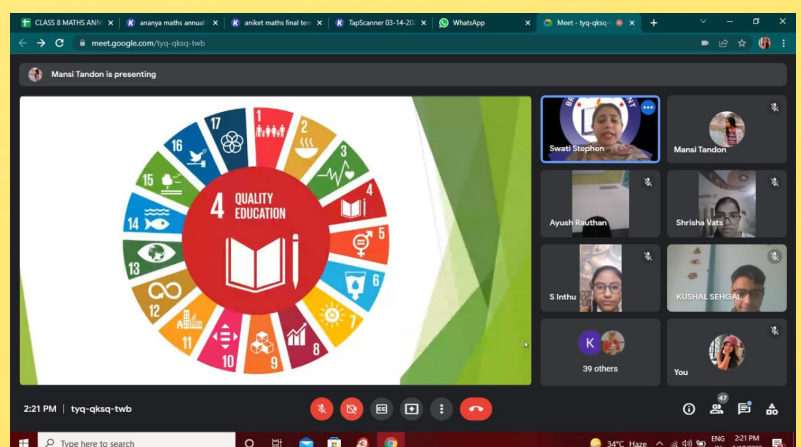 CLASS 8 MATHS ANN
ananya maths annual
aniket maths final term
TapScanner 03-14-20
WhatsApp
Meet - tyq-qksq-
meet.google.com/tyq-qksq-twb
Mansi Tandon is presenting
1
2
3
4
5
6
7
8
9
10
11
12
13
14
15
16
17
4 QUALITY
EDUCATION
Swati Stephen
Mansi Tandon
Ayush Rauthan
Shrisha Vats
S Inthu
KUSHAL SEHGAL
K
39 others
You
2:21 PM | tyq-qksq-twb
CC
47
Type here to search
34°C Haze
ENG
2:21 PM